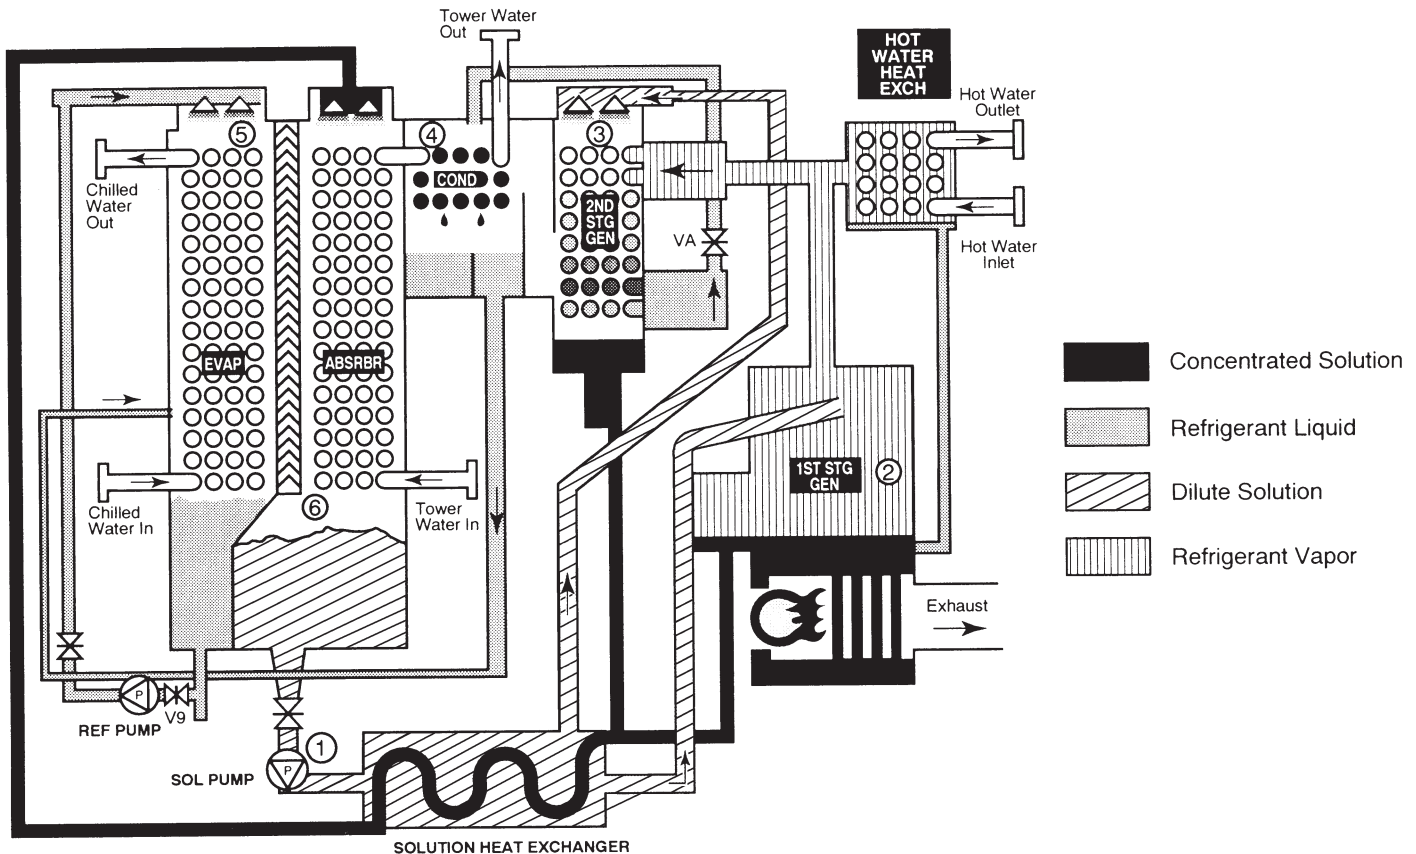 Tower Water
Out
HOT
WATER
HEAT
EXCH
Hot Water
Outlet
Hot Water
Inlet
5
4
3
Chilled
Water
Out
COND
2ND
STG
GEN
VA
EVAP
ABSRBR
Concentrated Solution
Refrigerant Liquid
Dilute Solution
Refrigerant Vapor
1ST STG
GEN
2
Chilled
Water In
6
Tower
Water In
Exhaust
P
V9
REF PUMP
1
P
SOL PUMP
SOLUTION HEAT EXCHANGER